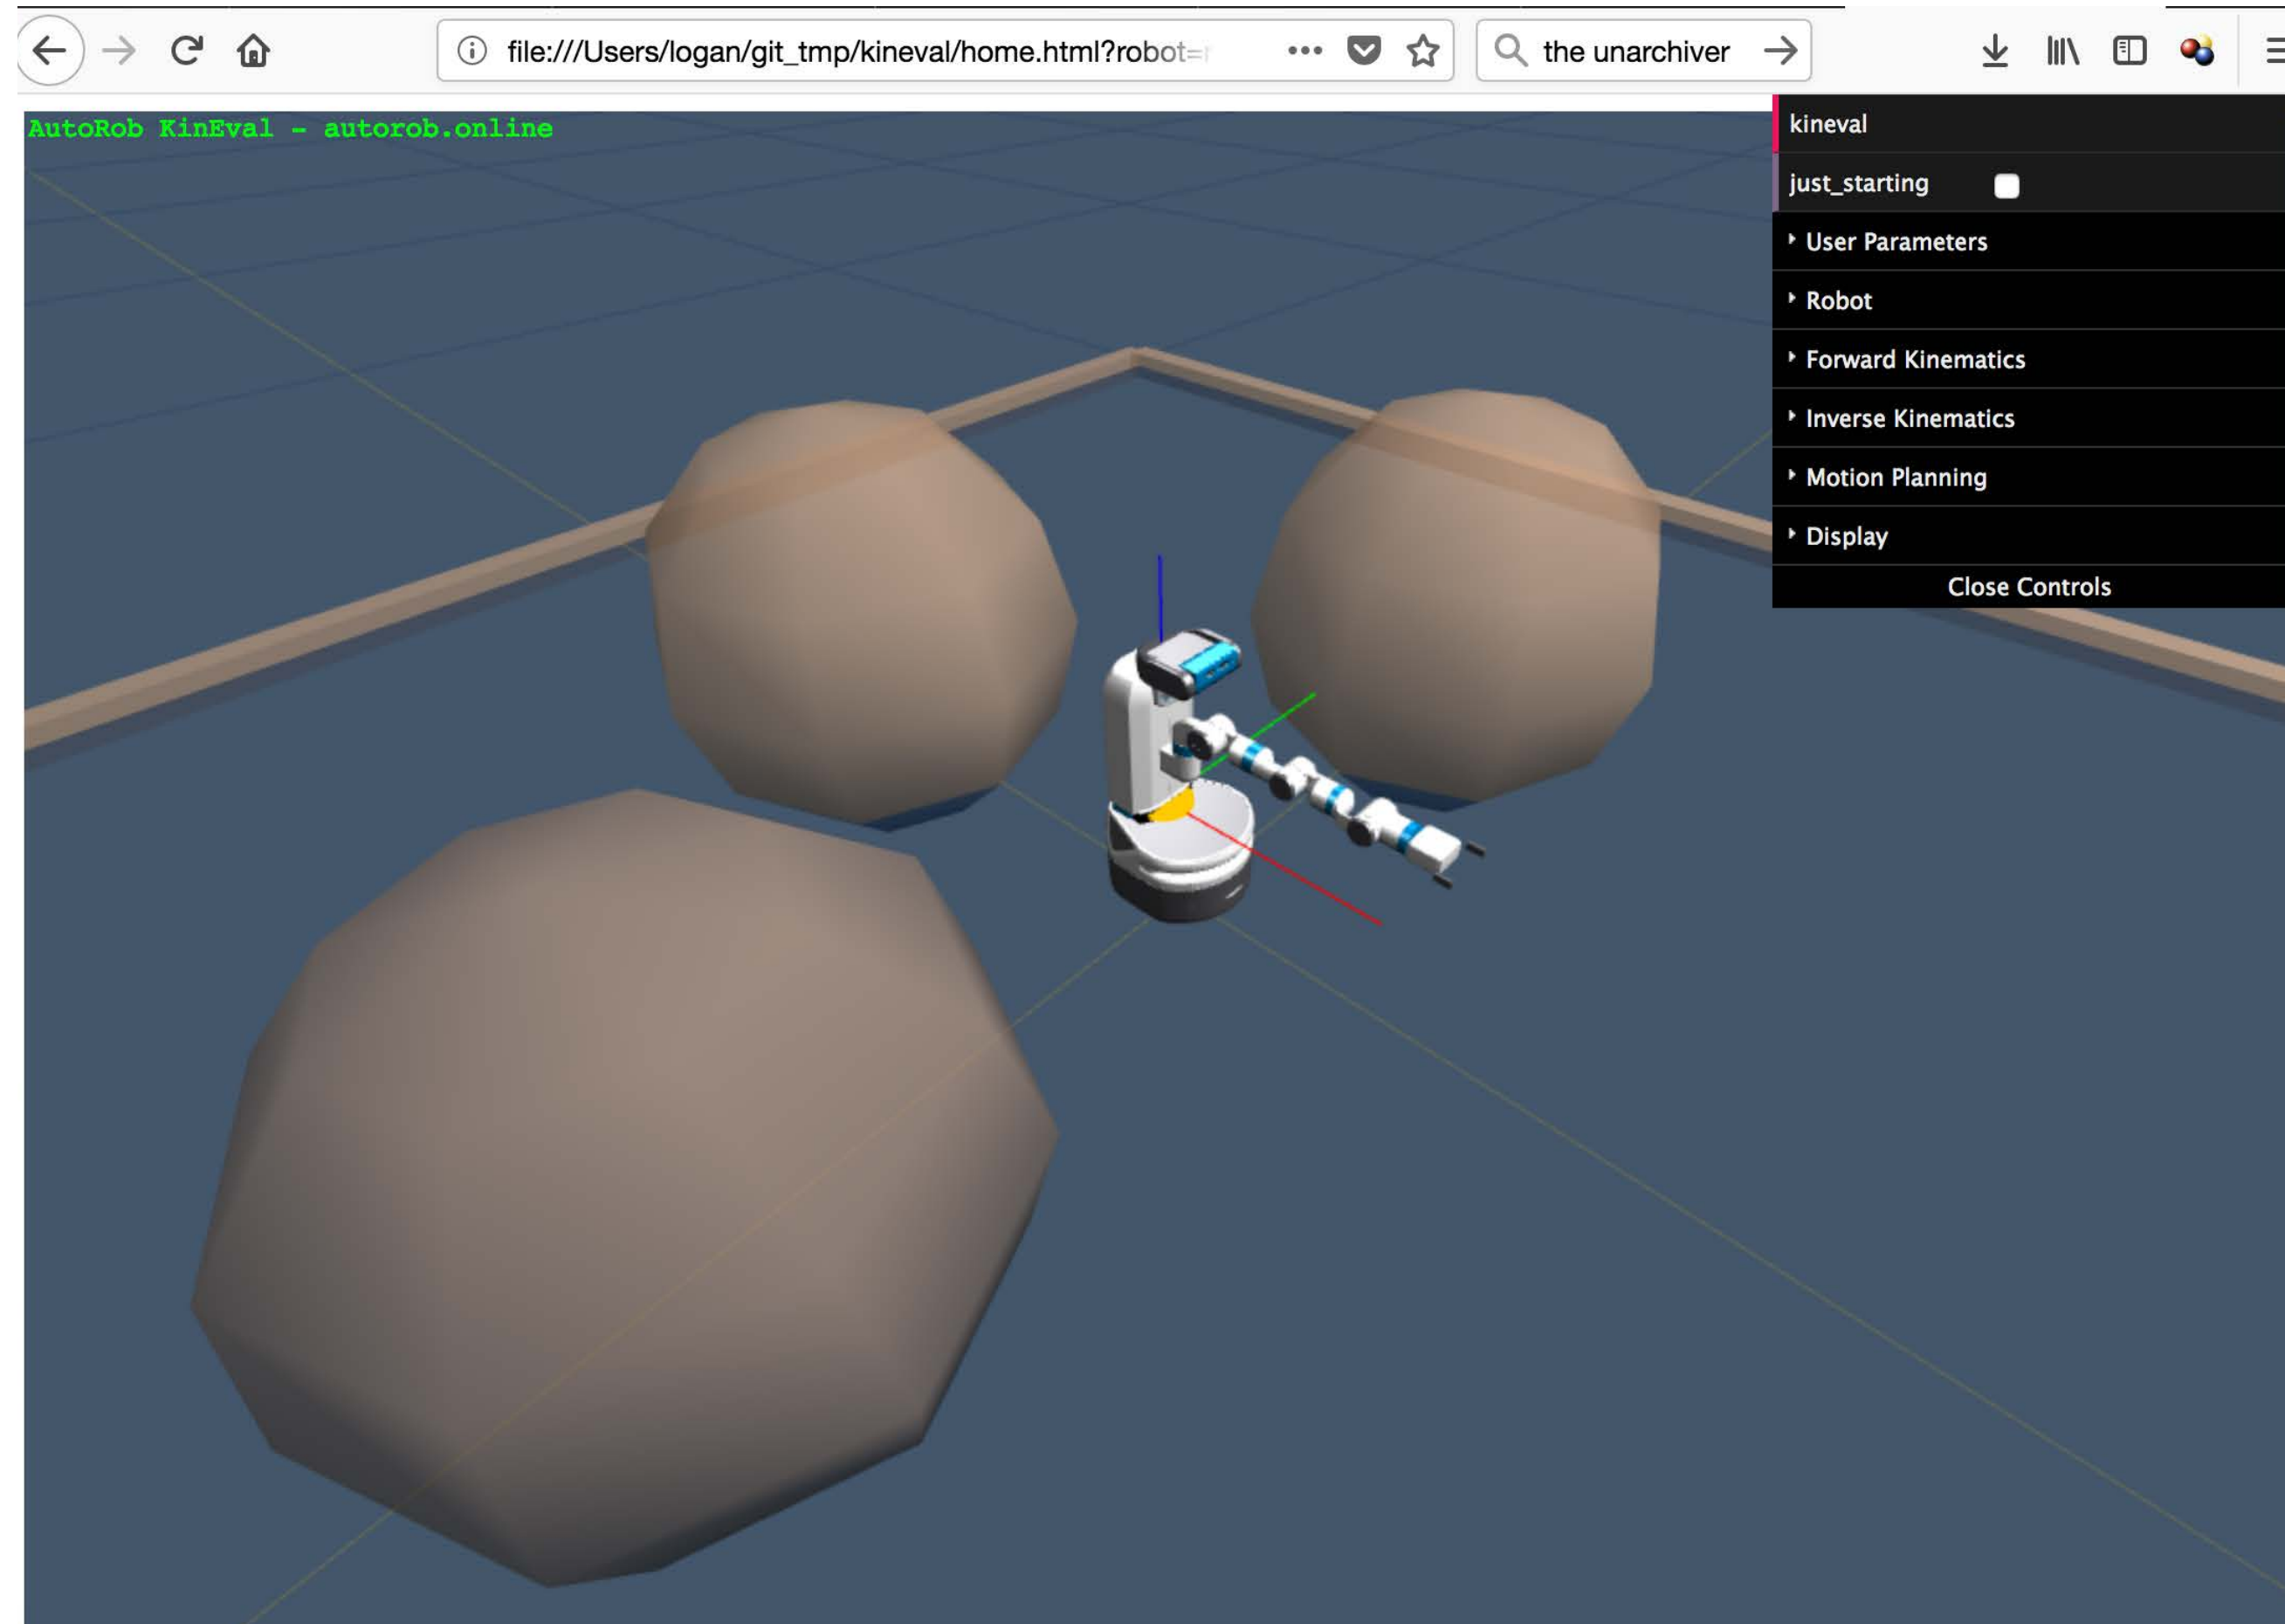 file:///Users/logan/git_tmp/kineval/home.html?robot=
the unarchiver
AutoRob KinEval - autorob.online
kineval
just_starting
User Parameters
Robot
Forward Kinematics
Inverse Kinematics
Motion Planning
Display
Close Controls